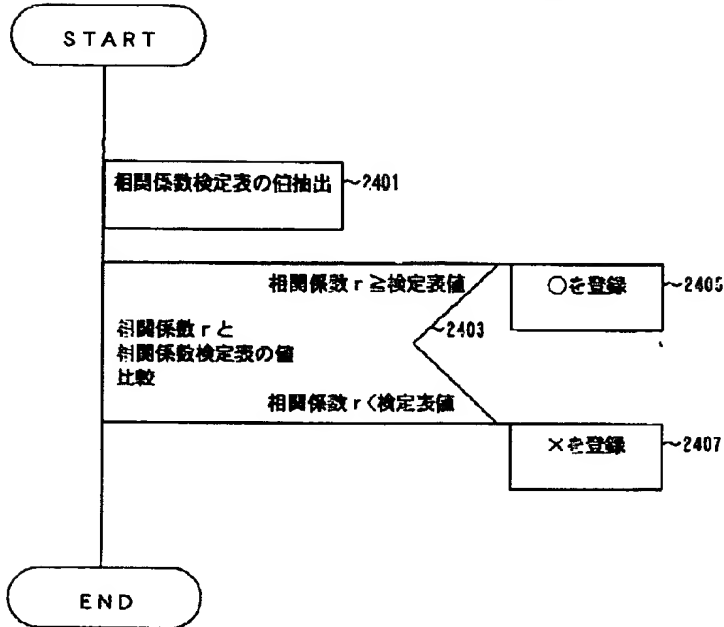 START
相関係数検定表の値抽出 ~2401
相関係数 r ≧検定表値
○を登録 ~2405
相関係数 r と
相関係数検定表の値
比較
2403
相関係数 r <検定表値
×を登録 ~2407
END